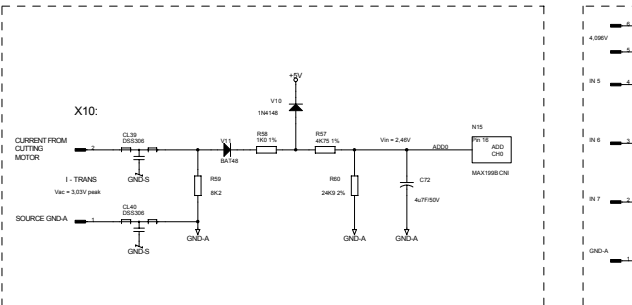 X10:
CURRENT FROM
CUTTING
MOTOR
2
CL39
DSS306
GND-S
I - TRANS
Vac = 3,03V peak
SOURCE GND-A
1
CL40
DSS306
GND-S
R59
8K2
GND-A
V11
BAT48
R58
1K0 1%
+5V
V10
1N4148
R57
4K75 1%
Vin = 2,46V
ADD0
R60
24K9 2%
GND-A
C72
4u7F/50V
GND-A
N15
Pin 16
ADD
CH0
MAX199BCNI
6
4,096V
5
IN 5
4
IN 6
3
IN 7
2
GND-A
1